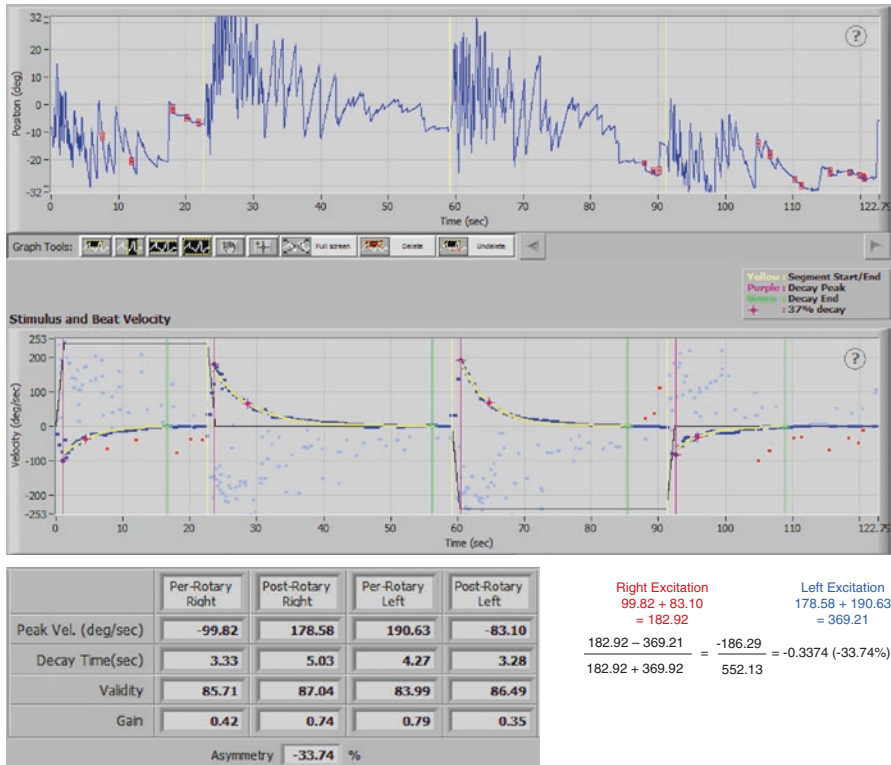 32
20
10
0
-10
-20
-32
Position (deg)
?
0 10 20 30 40 50 60 70 80 90 100 110 122.79
Time (sec)
Graph Tools: Full screen Delete Undelete
Yellow : Segment Start/End
Purple : Decay Peak
Green : Decay End
: 37% decay
Stimulus and Beat Velocity
253
200
100
0
-100
-200
-253
Velocity (deg/sec)
?
0 10 20 30 40 50 60 70 80 90 100 110 122.79
Time (sec)
Per-Rotary Right Post-Rotary Right Per-Rotary Left Post-Rotary Left
Peak Vel. (deg/sec) -99.82 178.58 190.63 -83.10
Decay Time(sec) 3.33 5.03 4.27 3.28
Validity 85.71 87.04 83.99 86.49
Gain 0.42 0.74 0.79 0.35
Asymmetry -33.74 %
Right Excitation Left Excitation
99.82 + 83.10 178.58 + 190.63
= 182.92 = 369.21
182.92 – 369.21 -186.29
= = -0.3374 (-33.74%)
182.92 + 369.92 552.13